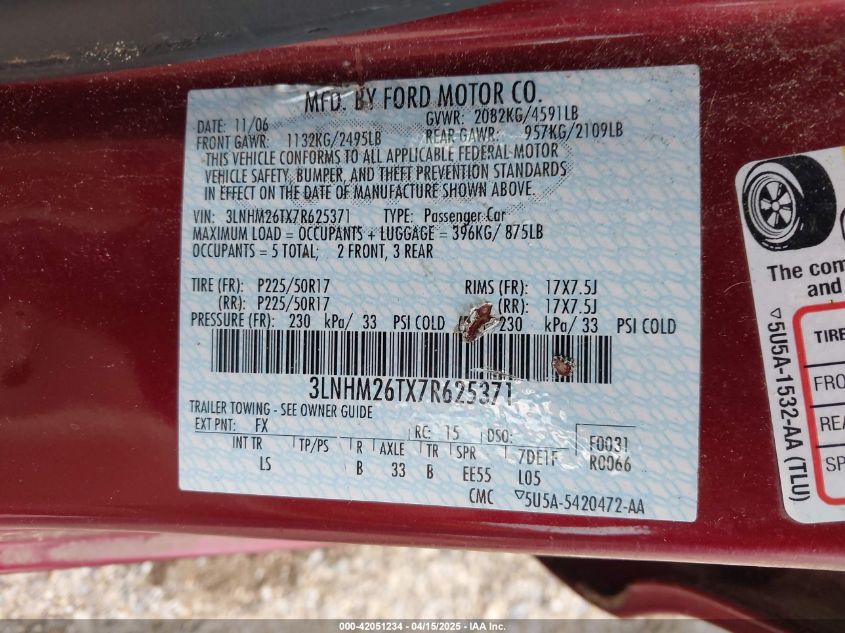 MFD. BY FORD MOTOR CO.
DATE: 11/06 GVWR: 2082KG/4591LB
FRONT GAWR: 1132KG/2495LB REAR GAWR: 957KG/2109LB
THIS VEHICLE CONFORMS TO ALL APPLICABLE FEDERAL MOTOR
VEHICLE SAFETY, BUMPER, AND THEFT PREVENTION STANDARDS
IN EFFECT ON THE DATE OF MANUFACTURE SHOWN ABOVE.
VIN: 3LNHM26TX7R625371 TYPE: Passenger Car
MAXIMUM LOAD = OCCUPANTS + LUGGAGE = 396KG/ 875LB
OCCUPANTS = 5 TOTAL; 2 FRONT, 3 REAR
TIRE (FR): P225/50R17 RIMS (FR): 17X7.5J
(RR): P225/50R17 (RR): 17X7.5J
PRESSURE (FR): 230 kPa/ 33 PSI COLD 230 kPa/ 33 PSI COLD
3LNHM26TX7R625371
TRAILER TOWING - SEE OWNER GUIDE
EXT PNT: FX RC: 15 DSO: F0031
INT TR TP/PS R AXLE TR SPR 7DE1F R0066
LS B 33 B EE55 L05
CMC 5U5A-5420472-AA
The com
and
TIRE
FRO
REA
SP
5U5A-1532-AA (TLU)
000-42051234 - 04/15/2025 - IAA Inc.